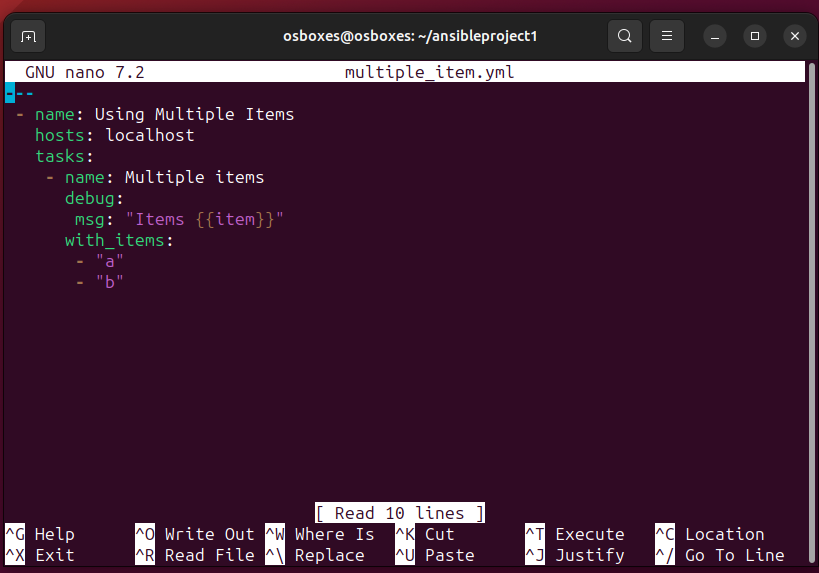 osboxes@osboxes: ~/ansibleproject1
GNU nano 7.2 multiple_item.yml
---
 - name: Using Multiple Items
   hosts: localhost
   tasks:
    - name: Multiple items
      debug:
       msg: "Items {{item}}"
      with_items:
       - "a"
       - "b"
[ Read 10 lines ]
^G Help ^O Write Out ^W Where Is ^K Cut ^T Execute ^C Location
^X Exit ^R Read File ^\ Replace ^U Paste ^J Justify ^/ Go To Line